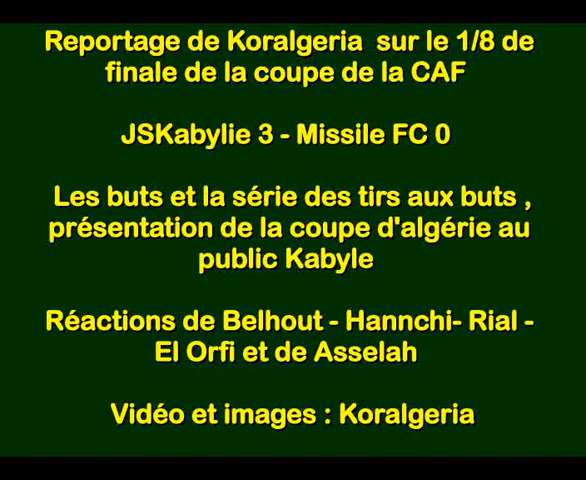 Reportage de Koralgeria sur le 1/8 de
finale de la coupe de la CAF
JSKabylie 3 - Missile FC 0
Les buts et la série des tirs aux buts ,
présentation de la coupe d'algérie au
public Kabyle
Réactions de Belhout - Hannchi- Rial -
El Orfi et de Asselah
Vidéo et images : Koralgeria